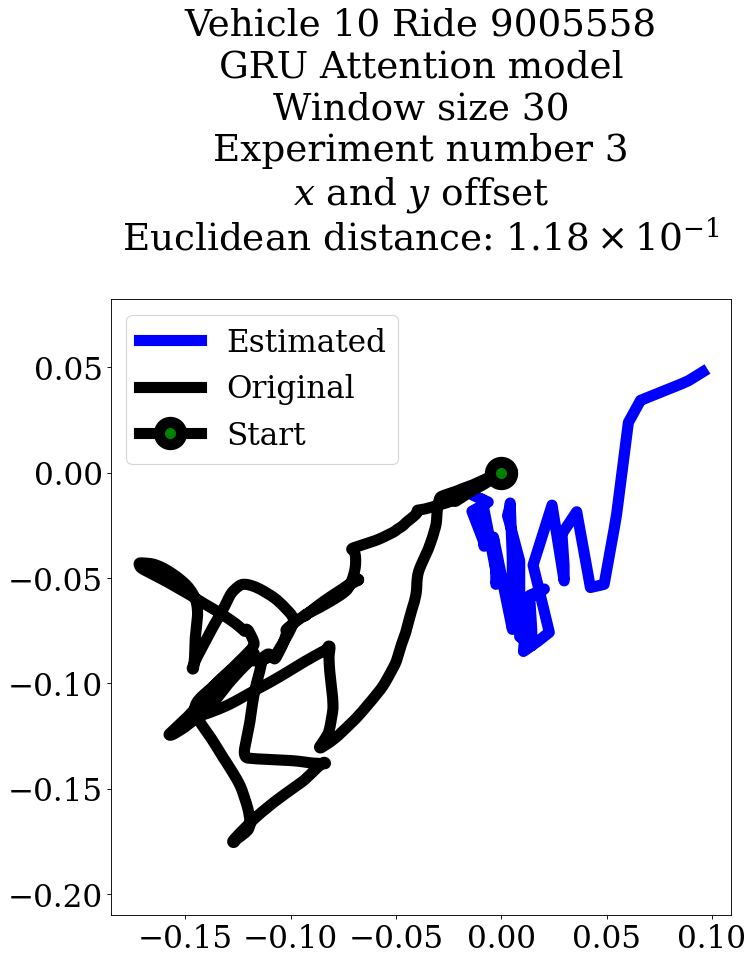 Vehicle 10 Ride 9005558
GRU Attention model
Window size 30
Experiment number 3
x and y offset
Euclidean distance: 1.18 × 10⁻¹
Estimated
Original
Start
0.05
0.00
−0.05
−0.10
−0.15
−0.20
−0.15 −0.10 −0.05 0.00 0.05 0.10